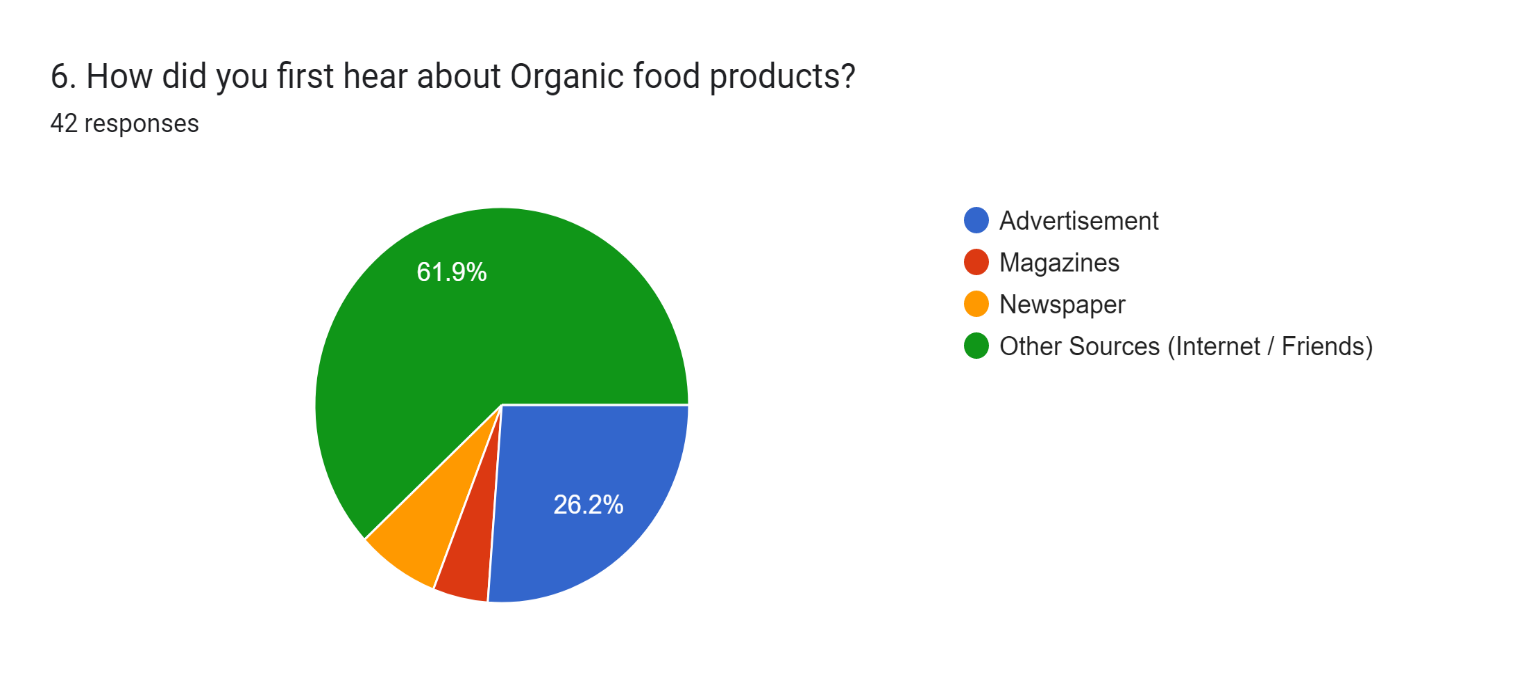 6. How did you first hear about Organic food products?
42 responses
61.9%
26.2%
Advertisement
Magazines
Newspaper
Other Sources (Internet / Friends)